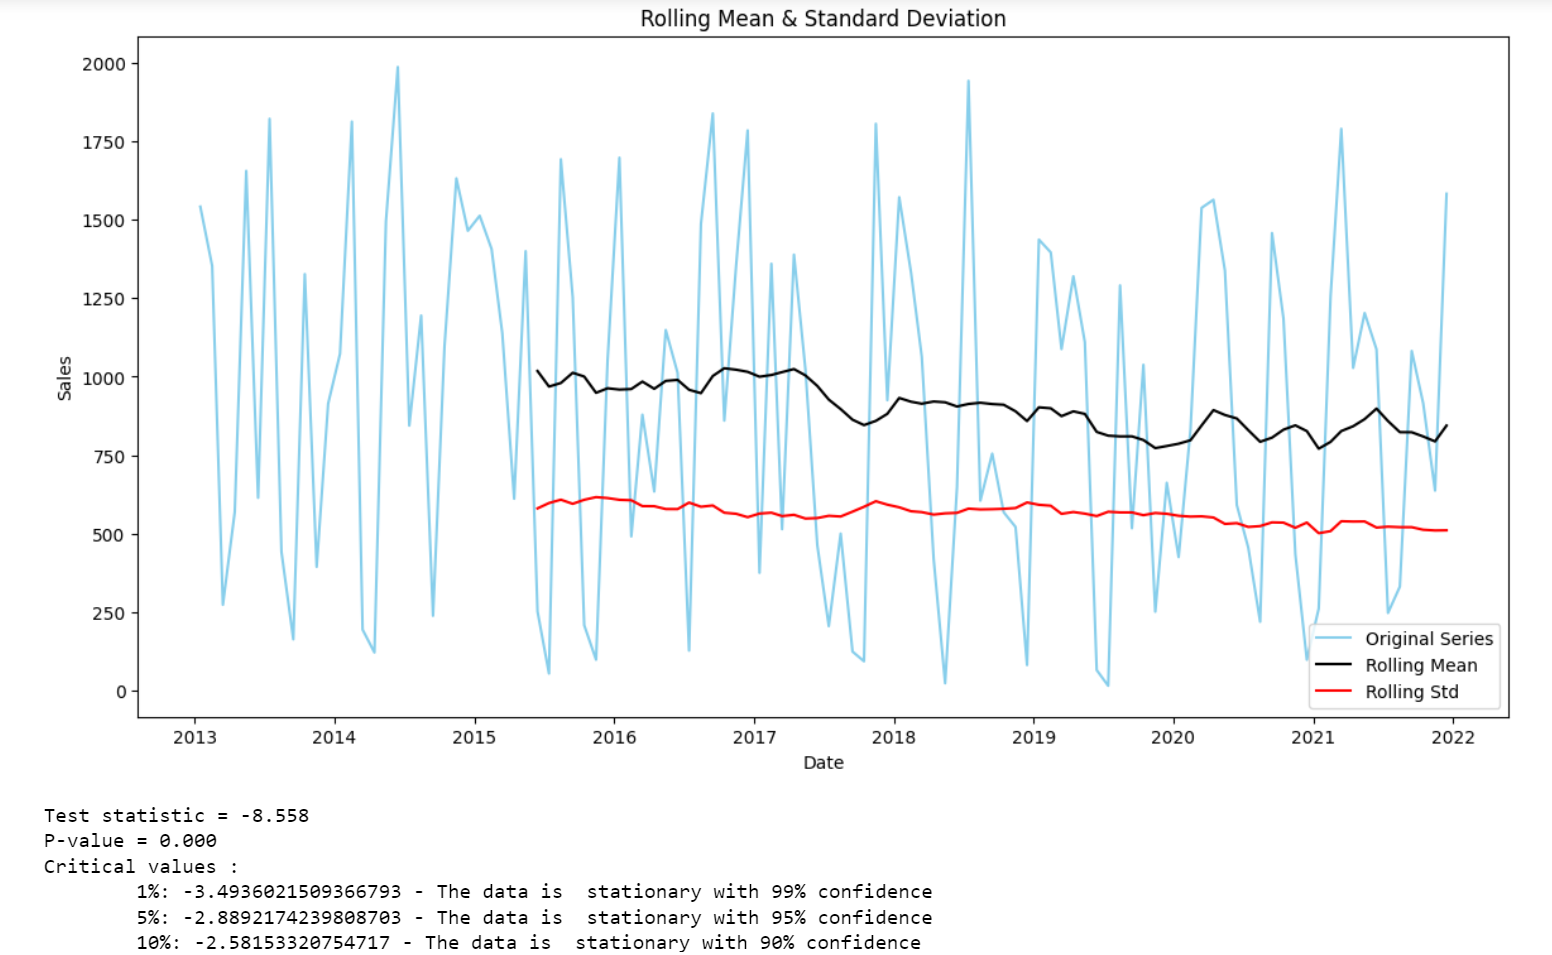 Rolling Mean & Standard Deviation
2000
1750
1500
1250
1000
750
500
250
0
Sales
2013 2014 2015 2016 2017 2018 2019 2020 2021 2022
Date
Original Series
Rolling Mean
Rolling Std
Test statistic = -8.558
P-value = 0.000
Critical values :
1%: -3.4936021509366793 - The data is  stationary with 99% confidence
5%: -2.8892174239808703 - The data is  stationary with 95% confidence
10%: -2.58153320754717 - The data is  stationary with 90% confidence